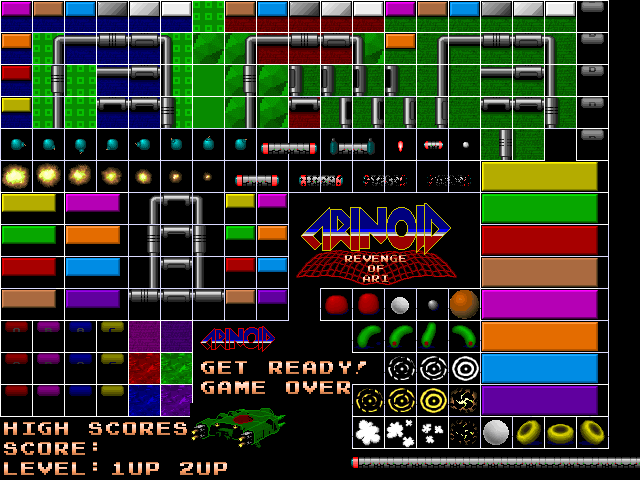 ARINOID
REVENGE
OF
ARI
ARINOID
GET READY!
GAME OVER
HIGH SCORES
SCORE:
LEVEL: 1UP 2UP